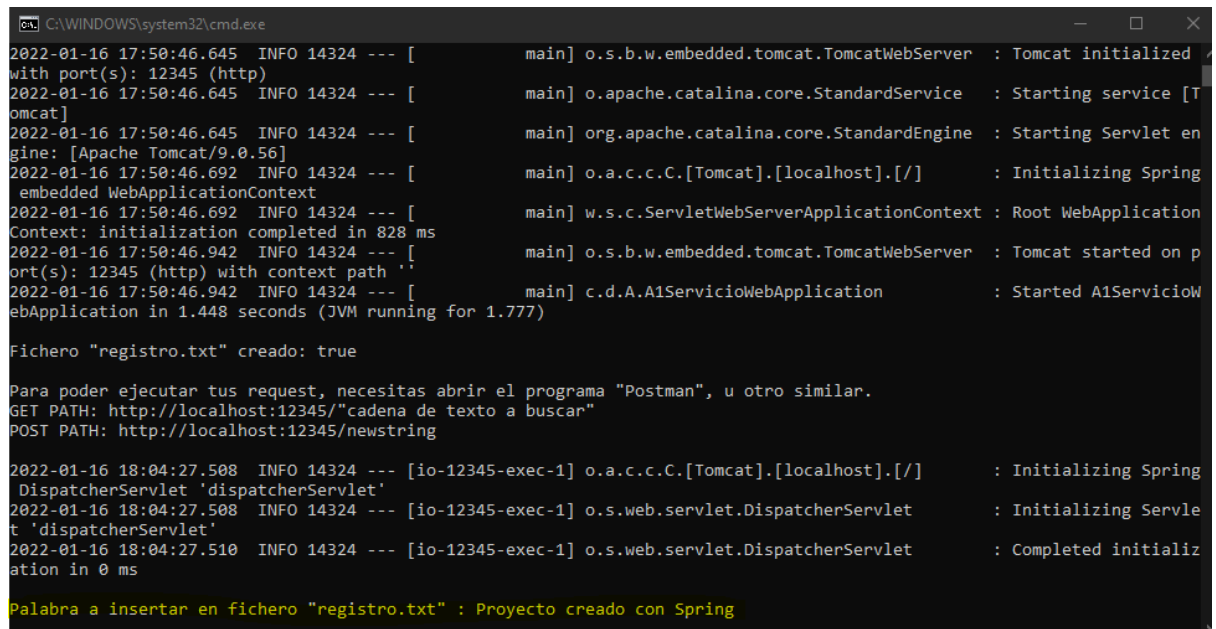 C:\WINDOWS\system32\cmd.exe
2022-01-16 17:50:46.645  INFO 14324 --- [           main] o.s.b.w.embedded.tomcat.TomcatWebServer  : Tomcat initialized
with port(s): 12345 (http)
2022-01-16 17:50:46.645  INFO 14324 --- [           main] o.apache.catalina.core.StandardService   : Starting service [T
omcat]
2022-01-16 17:50:46.645  INFO 14324 --- [           main] org.apache.catalina.core.StandardEngine  : Starting Servlet en
gine: [Apache Tomcat/9.0.56]
2022-01-16 17:50:46.692  INFO 14324 --- [           main] o.a.c.c.C.[Tomcat].[localhost].[/]       : Initializing Spring
 embedded WebApplicationContext
2022-01-16 17:50:46.692  INFO 14324 --- [           main] w.s.c.ServletWebServerApplicationContext : Root WebApplication
Context: initialization completed in 828 ms
2022-01-16 17:50:46.942  INFO 14324 --- [           main] o.s.b.w.embedded.tomcat.TomcatWebServer  : Tomcat started on p
ort(s): 12345 (http) with context path ''
2022-01-16 17:50:46.942  INFO 14324 --- [           main] c.d.A.A1ServicioWebApplication           : Started A1ServicioW
ebApplication in 1.448 seconds (JVM running for 1.777)
Fichero "registro.txt" creado: true
Para poder ejecutar tus request, necesitas abrir el programa "Postman", u otro similar.
GET PATH: http://localhost:12345/"cadena de texto a buscar"
POST PATH: http://localhost:12345/newstring
2022-01-16 18:04:27.508  INFO 14324 --- [io-12345-exec-1] o.a.c.c.C.[Tomcat].[localhost].[/]       : Initializing Spring
 DispatcherServlet 'dispatcherServlet'
2022-01-16 18:04:27.508  INFO 14324 --- [io-12345-exec-1] o.s.web.servlet.DispatcherServlet        : Initializing Servle
t 'dispatcherServlet'
2022-01-16 18:04:27.510  INFO 14324 --- [io-12345-exec-1] o.s.web.servlet.DispatcherServlet        : Completed initializ
ation in 0 ms
Palabra a insertar en fichero "registro.txt" : Proyecto creado con Spring